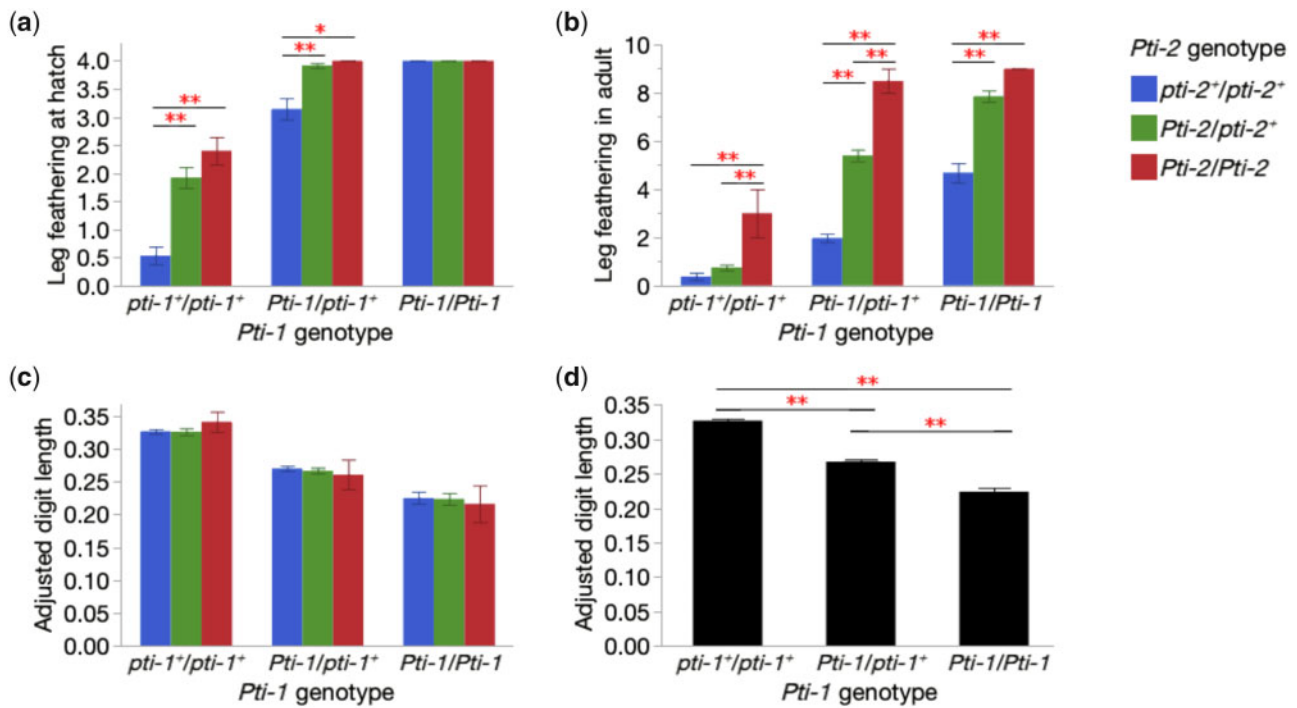 (a)
Leg feathering at hatch
4.0
3.5
3.0
2.5
2.0
1.5
1.0
0.5
0.0
**
**
*
**
pti-1⁺/pti-1⁺ Pti-1/pti-1⁺ Pti-1/Pti-1
Pti-1 genotype
(b)
Leg feathering in adult
10
8
6
4
2
0
**
**
**
**
**
**
**
pti-1⁺/pti-1⁺ Pti-1/pti-1⁺ Pti-1/Pti-1
Pti-1 genotype
Pti-2 genotype
pti-2⁺/pti-2⁺
Pti-2/pti-2⁺
Pti-2/Pti-2
(c)
Adjusted digit length
0.35
0.30
0.25
0.20
0.15
0.10
0.05
0.00
pti-1⁺/pti-1⁺ Pti-1/pti-1⁺ Pti-1/Pti-1
Pti-1 genotype
(d)
Adjusted digit length
0.35
0.30
0.25
0.20
0.15
0.10
0.05
0.00
**
**
**
pti-1⁺/pti-1⁺ Pti-1/pti-1⁺ Pti-1/Pti-1
Pti-1 genotype